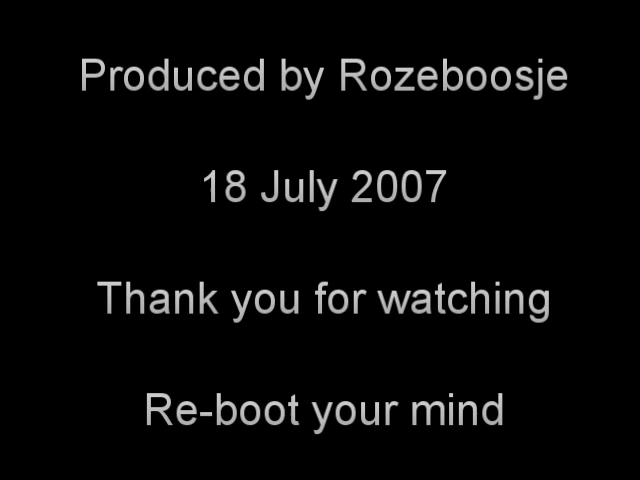 Produced by Rozeboosje
18 July 2007
Thank you for watching
Re-boot your mind